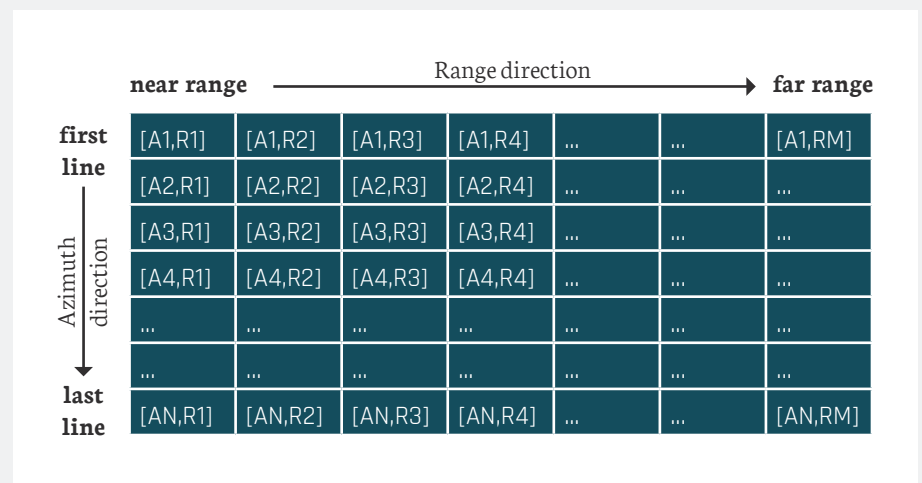 Range direction
near range far range
first line
[A1,R1] [A1,R2] [A1,R3] [A1,R4] ... ... [A1,RM]
[A2,R1] [A2,R2] [A2,R3] [A2,R4] ... ... ...
[A3,R1] [A3,R2] [A3,R3] [A3,R4] ... ... ...
[A4,R1] [A4,R2] [A4,R3] [A4,R4] ... ... ...
... ... ... ... ... ... ...
... ... ... ... ... ... ...
[AN,R1] [AN,R2] [AN,R3] [AN,R4] ... ... [AN,RM]
Azimuth
direction
last
line